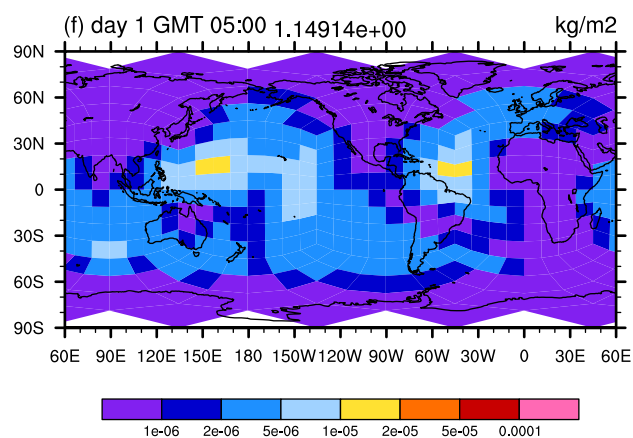 (f) day 1 GMT 05:00 1.14914e+00 kg/m2
90N
60N
30N
0
30S
60S
90S
60E 90E 120E 150E 180 150W 120W 90W 60W 30W 0 30E 60E
1e-06 2e-06 5e-06 1e-05 2e-05 5e-05 0.0001